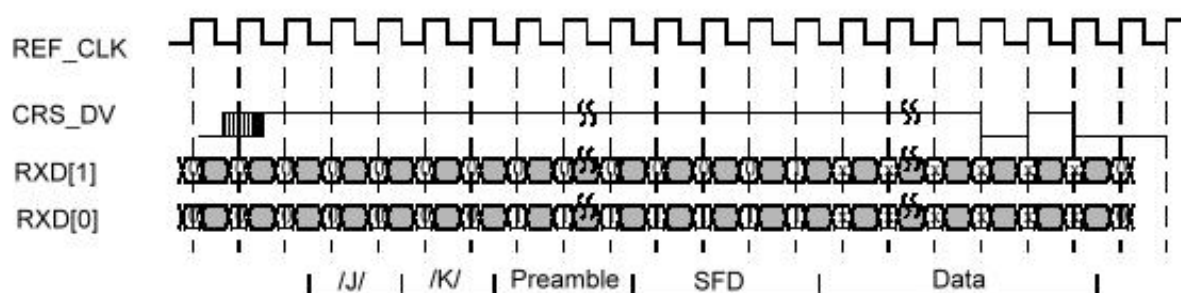 REF_CLK
CRS_DV
RXD[1]
RXD[0]
/J/ /K/ Preamble SFD Data